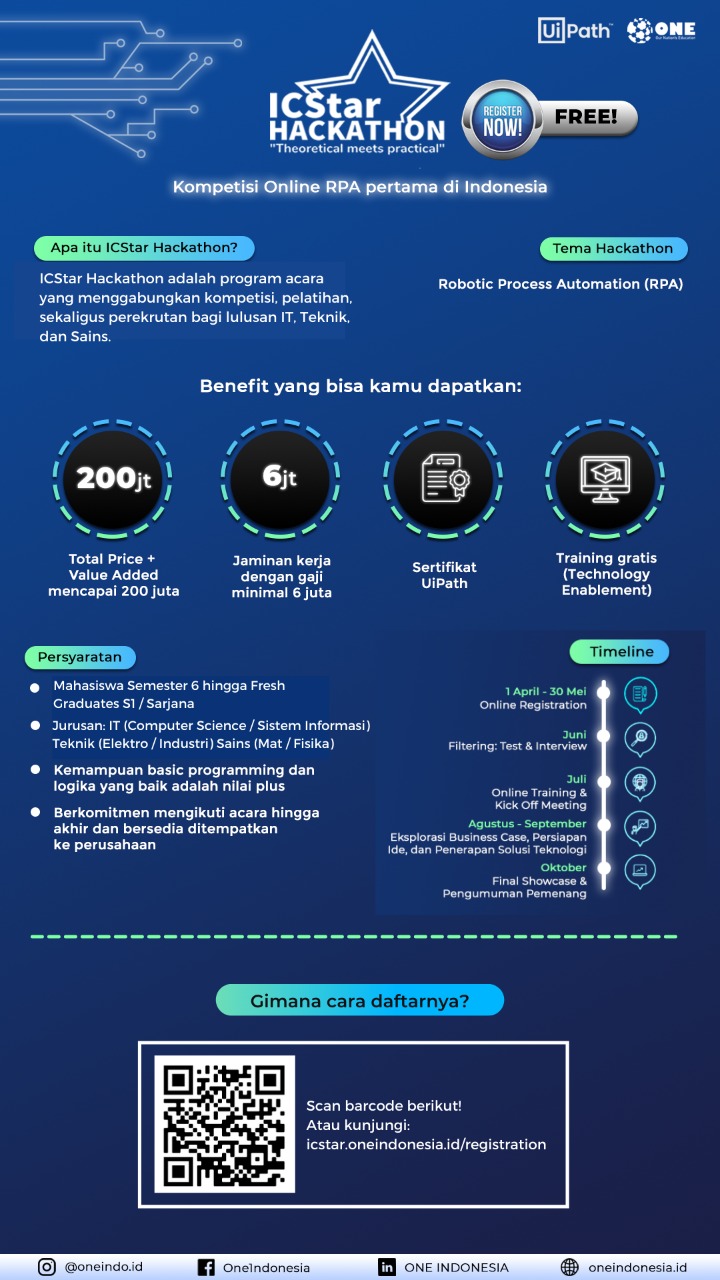 UiPath™
ONE
ICStar
HACKATHON
"Theoretical meets practical"
REGISTER
NOW!
FREE!
Kompetisi Online RPA pertama di Indonesia
Apa itu ICStar Hackathon?
ICStar Hackathon adalah program acara
yang menggabungkan kompetisi, pelatihan,
sekaligus perekrutan bagi lulusan IT, Teknik,
dan Sains.
Tema Hackathon
Robotic Process Automation (RPA)
Benefit yang bisa kamu dapatkan:
200jt
Total Price +
Value Added
mencapai 200 juta
6jt
Jaminan kerja
dengan gaji
minimal 6 juta
Sertifikat
UiPath
Training gratis
(Technology
Enablement)
Persyaratan
Mahasiswa Semester 6 hingga Fresh
Graduates S1 / Sarjana
Jurusan: IT (Computer Science / Sistem Informasi)
Teknik (Elektro / Industri) Sains (Mat / Fisika)
Kemampuan basic programming dan
logika yang baik adalah nilai plus
Berkomitmen mengikuti acara hingga
akhir dan bersedia ditempatkan
ke perusahaan
Timeline
1 April - 30 Mei
Online Registration
Juni
Filtering: Test & Interview
Juli
Online Training &
Kick Off Meeting
Agustus - September
Eksplorasi Business Case, Persiapan
Ide, dan Penerapan Solusi Teknologi
Oktober
Final Showcase &
Pengumuman Pemenang
Gimana cara daftarnya?
Scan barcode berikut!
Atau kunjungi:
icstar.oneindonesia.id/registration
@oneindo.id
OneIndonesia
ONE INDONESIA
oneindonesia.id